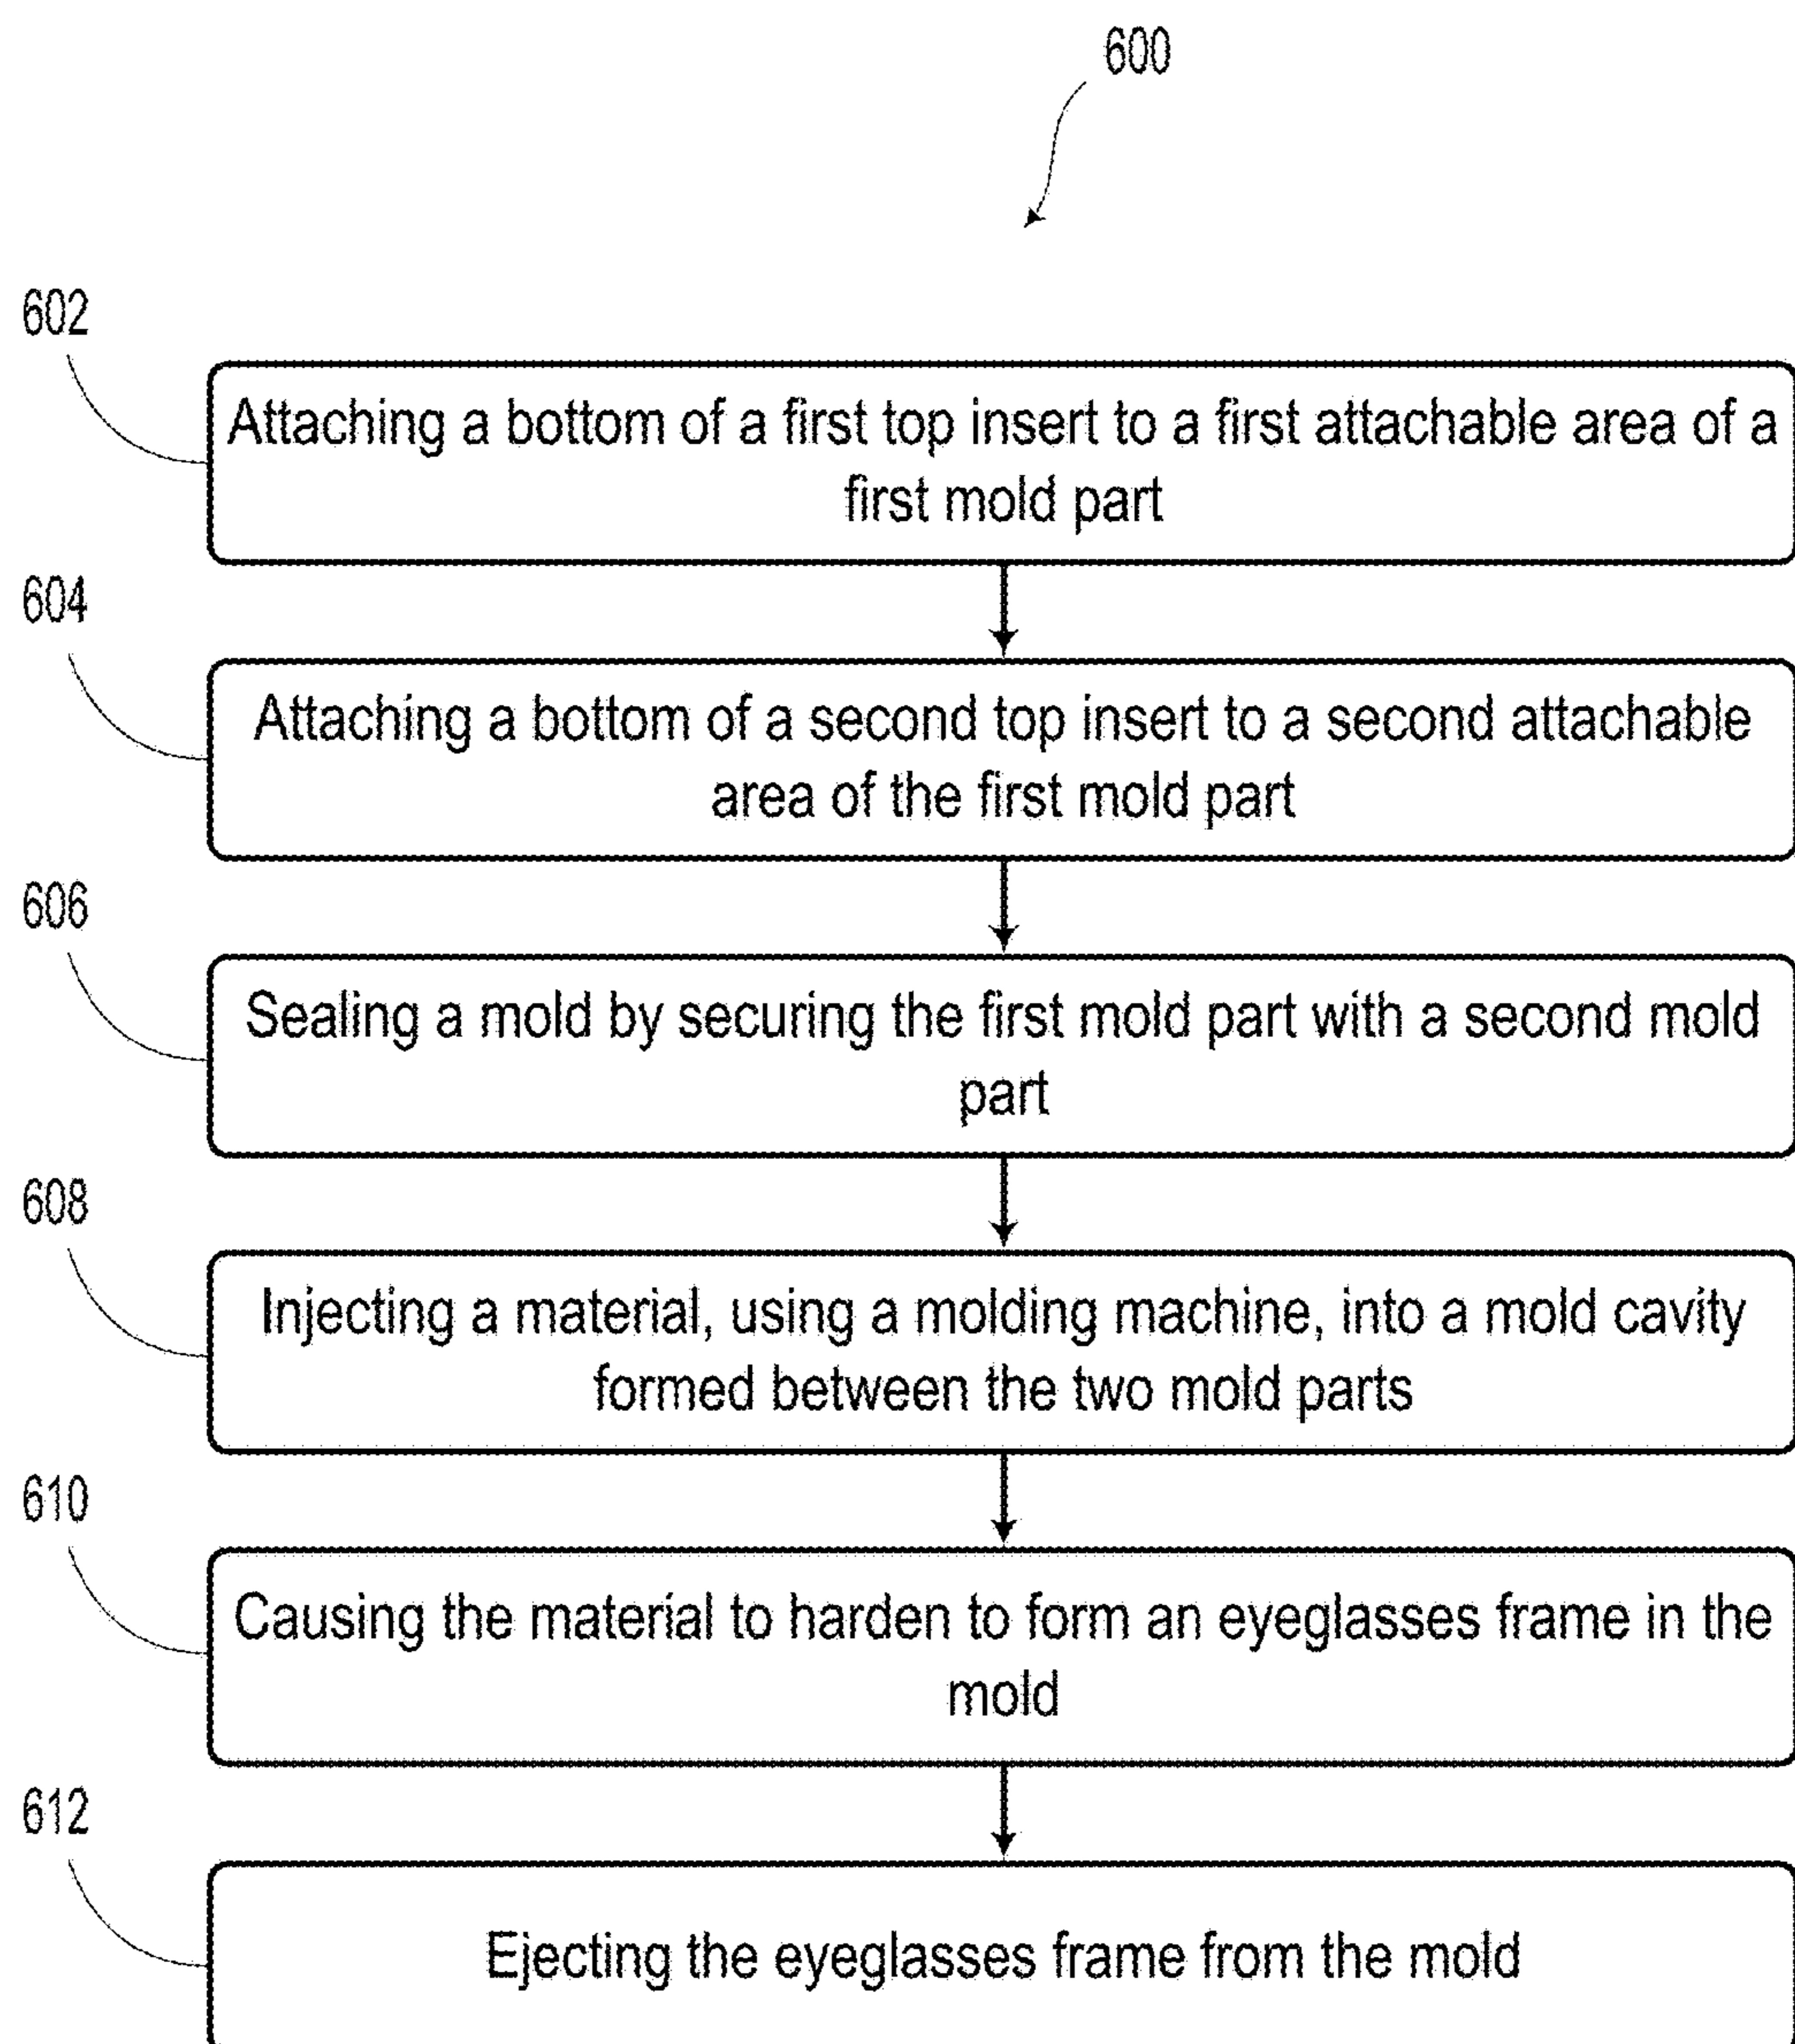 600
602
Attaching a bottom of a first top insert to a first attachable area of a
first mold part
604
Attaching a bottom of a second top insert to a second attachable
area of the first mold part
606
Sealing a mold by securing the first mold part with a second mold
part
608
Injecting a material, using a molding machine, into a mold cavity
formed between the two mold parts
610
Causing the material to harden to form an eyeglasses frame in the
mold
612
Ejecting the eyeglasses frame from the mold